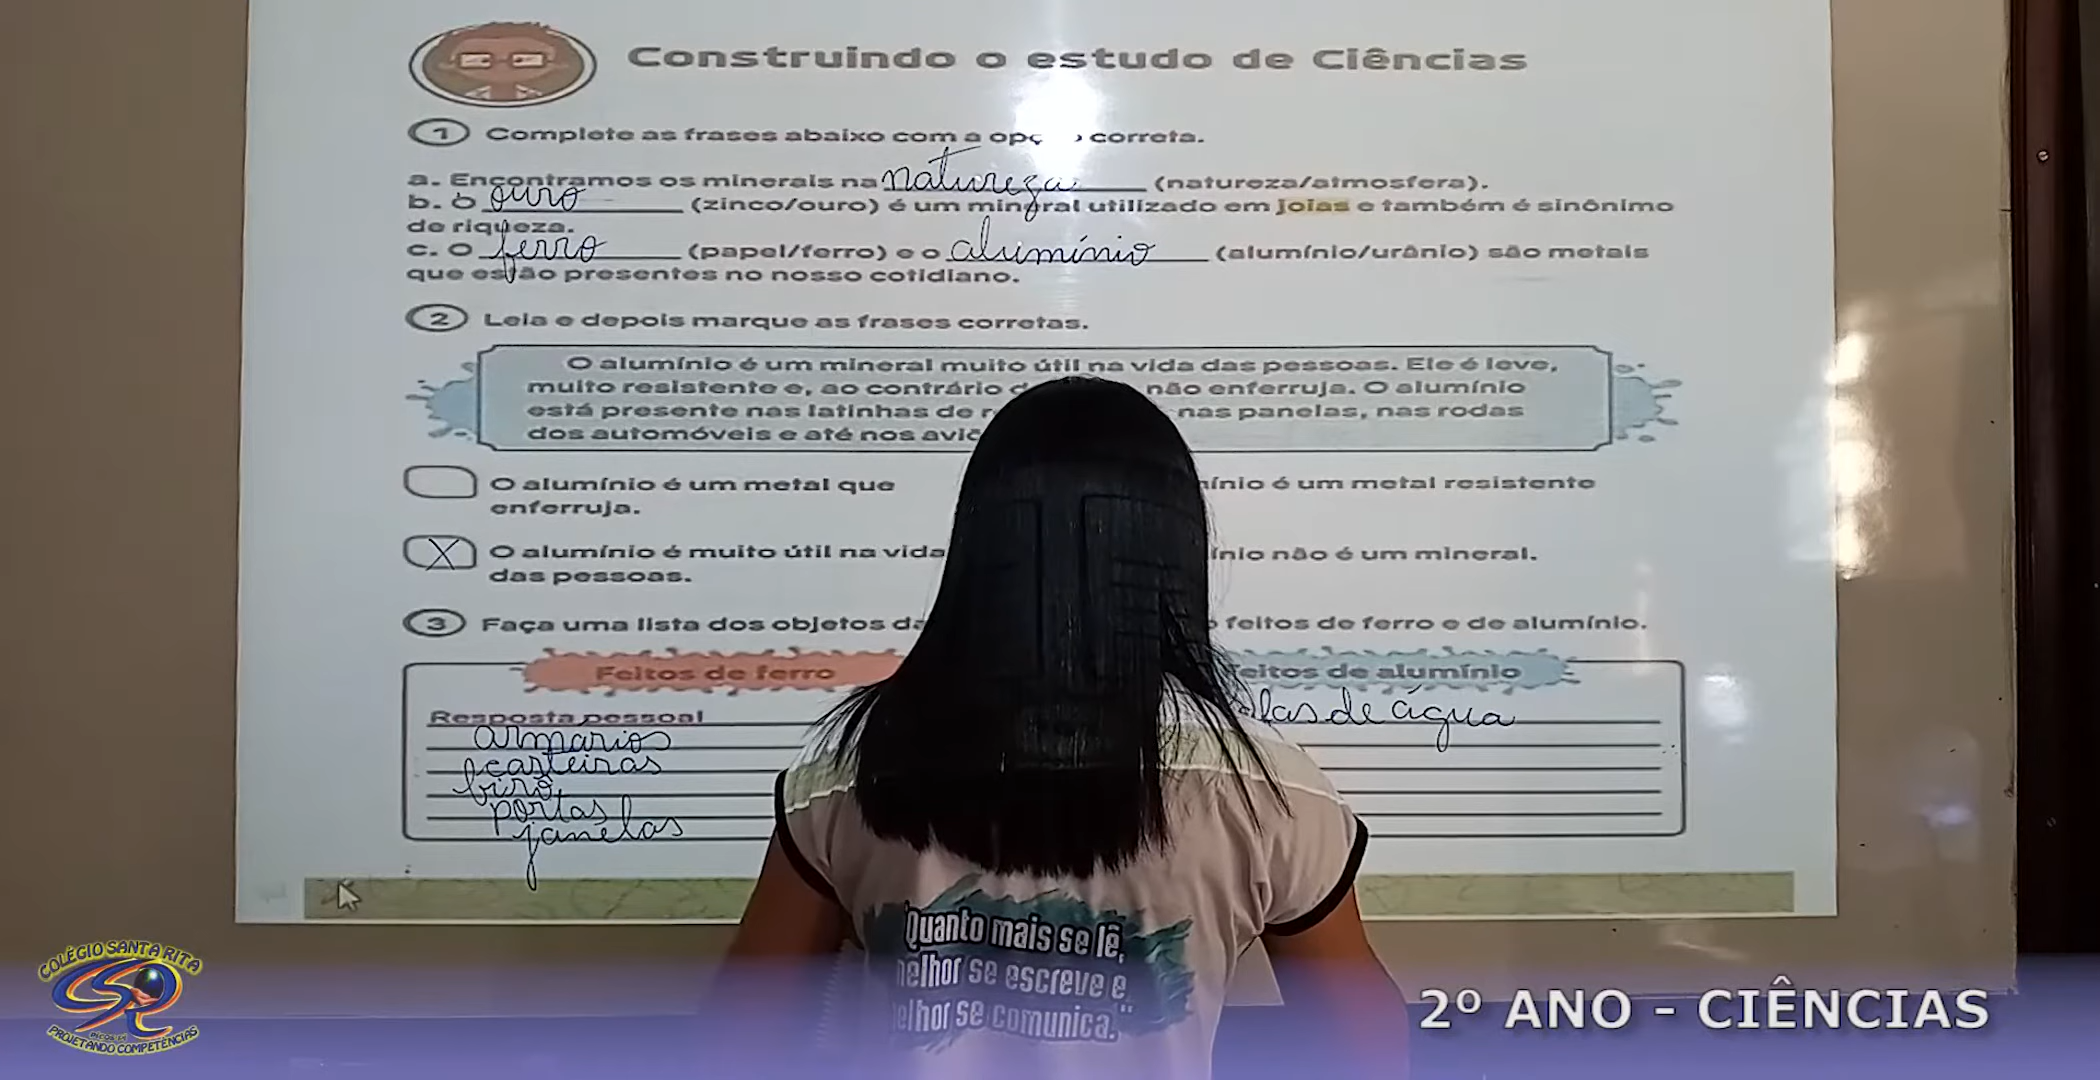 Construindo o estudo de Ciências
1 Complete as frases abaixo com a opç correta.
a. Encontramos os minerais na natureza (natureza/atmosfera).
b. O ouro (zinco/ouro) é um mineral utilizado em joias e também é sinônimo
de riqueza.
c. O ferro (papel/ferro) e o alumínio (alumínio/urânio) são metais
que estão presentes no nosso cotidiano.
2 Leia e depois marque as frases corretas.
O alumínio é um mineral muito útil na vida das pessoas. Ele é leve,
muito resistente e, ao contrário não enferruja. O alumínio
está presente nas latinhas de nas panelas, nas rodas
dos automóveis e até nos
O alumínio é um metal que
enferruja.
ínio é um metal resistente
X O alumínio é muito útil na vida
das pessoas.
ínio não é um mineral.
3 Faça uma lista dos objetos feitos de ferro e de alumínio.
Feitos de ferro
Resposta pessoal
armarios
carteiras
birô
portas
janelas
eitos de alumínio
fas de água
"Quanto mais se lê,
melhor se escreve e
elhor se comunica."
COLÉGIO SANTA RITA
PROJETANDO COMPETÊNCIAS
2º ANO - CIÊNCIAS